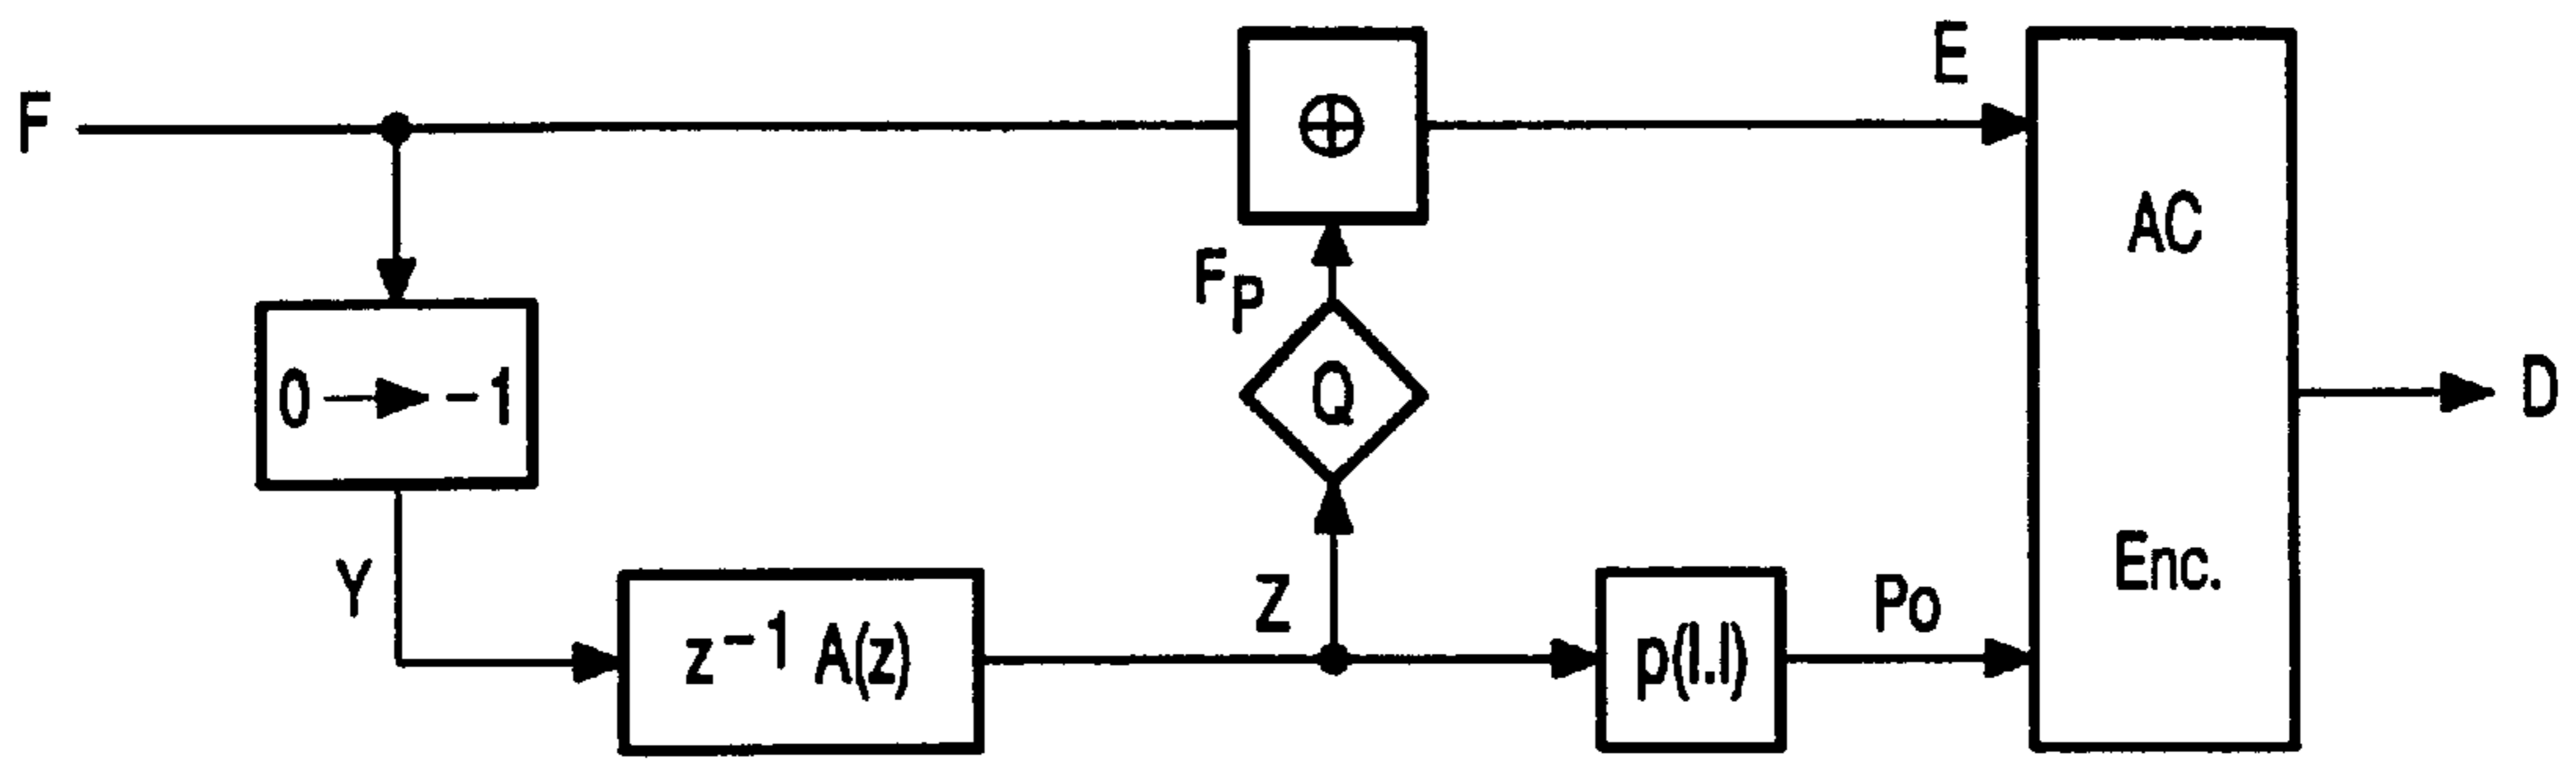 F
E
⊕
AC
Enc.
D
F_P
0 → -1
Q
Y
z⁻¹ A(z)
Z
p(|.|)
Po